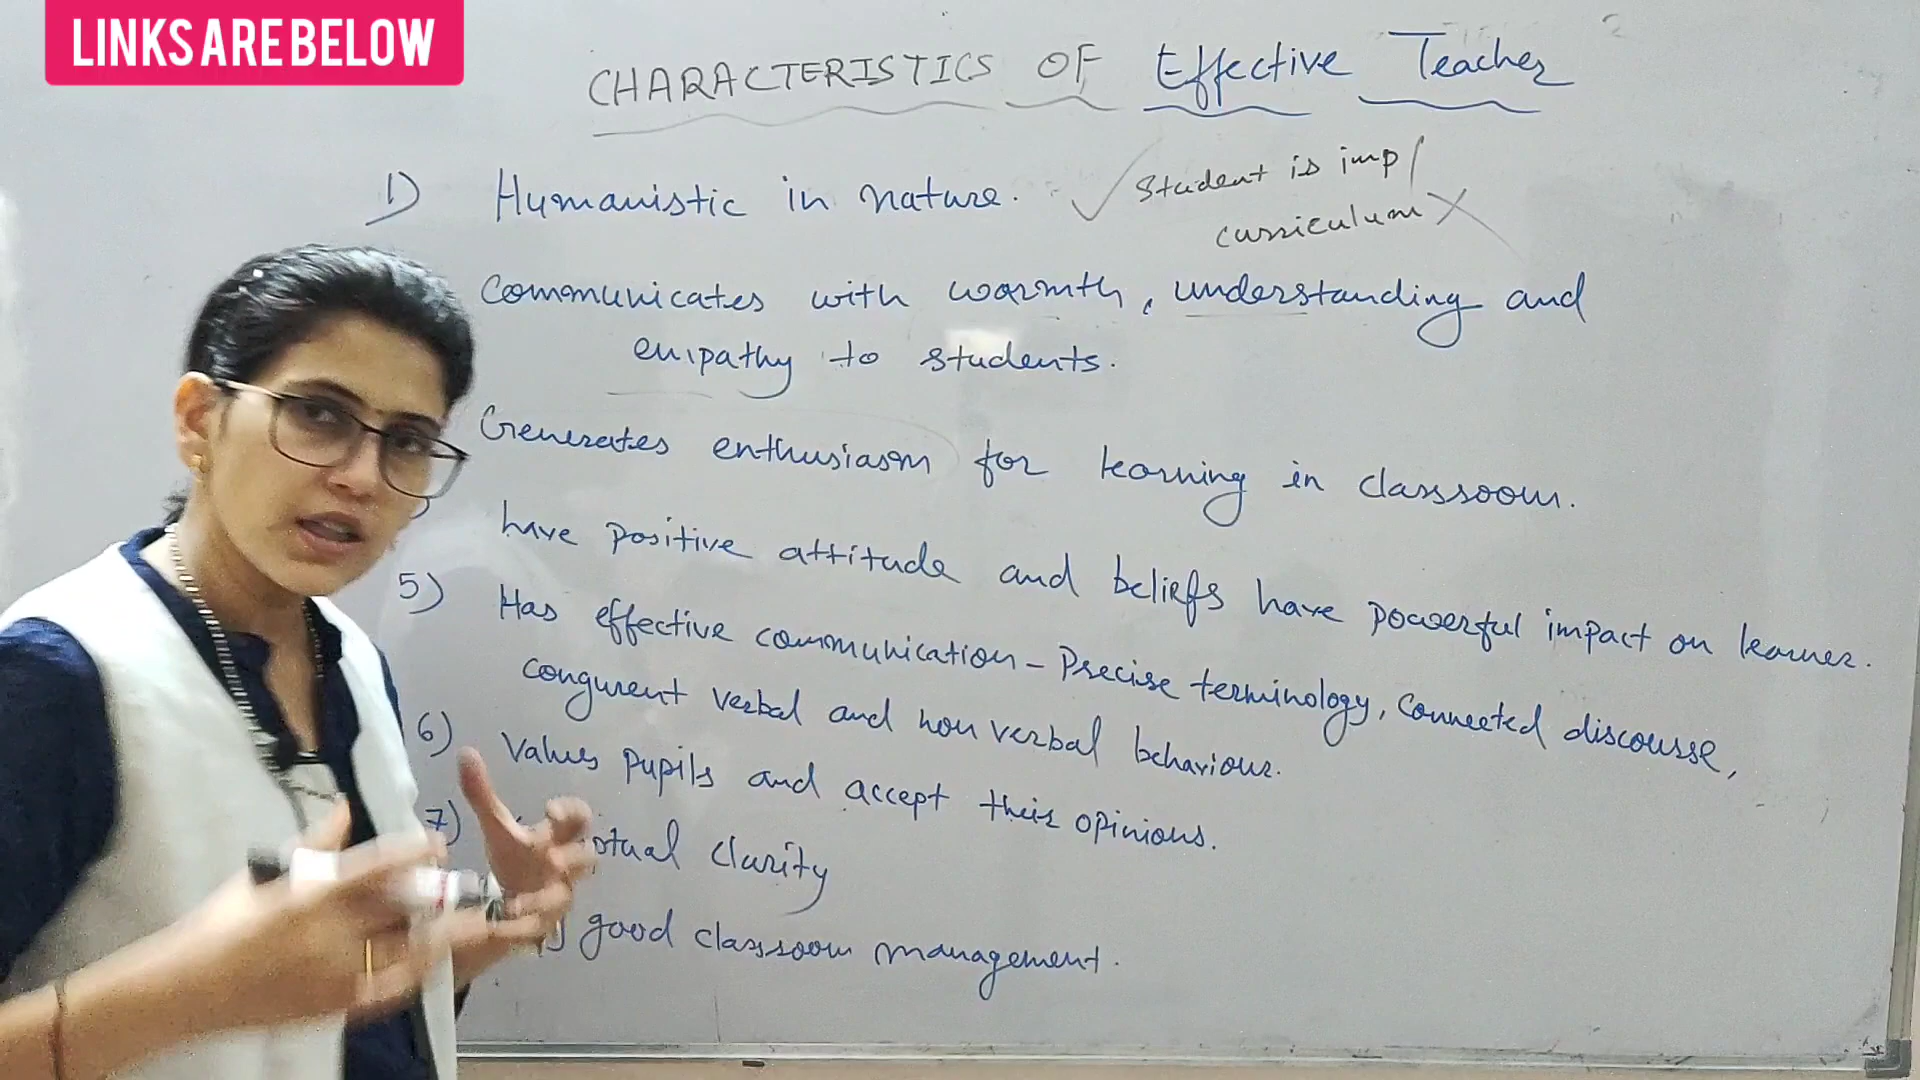 LINKS ARE BELOW
CHARACTERISTICS OF Effective Teacher
1) Humanistic in nature. ✓ student is imp /
curriculum X
Communicates with warmth, understanding and
empathy to students.
Generates enthusiasm for learning in classroom.
have positive attitude and beliefs have powerful impact on learner.
5) Has effective communication - Precise terminology, connected discourse,
congurent verbal and non verbal behaviour.
6) Values pupils and accept their opinions.
7) clarity
good classroom management.